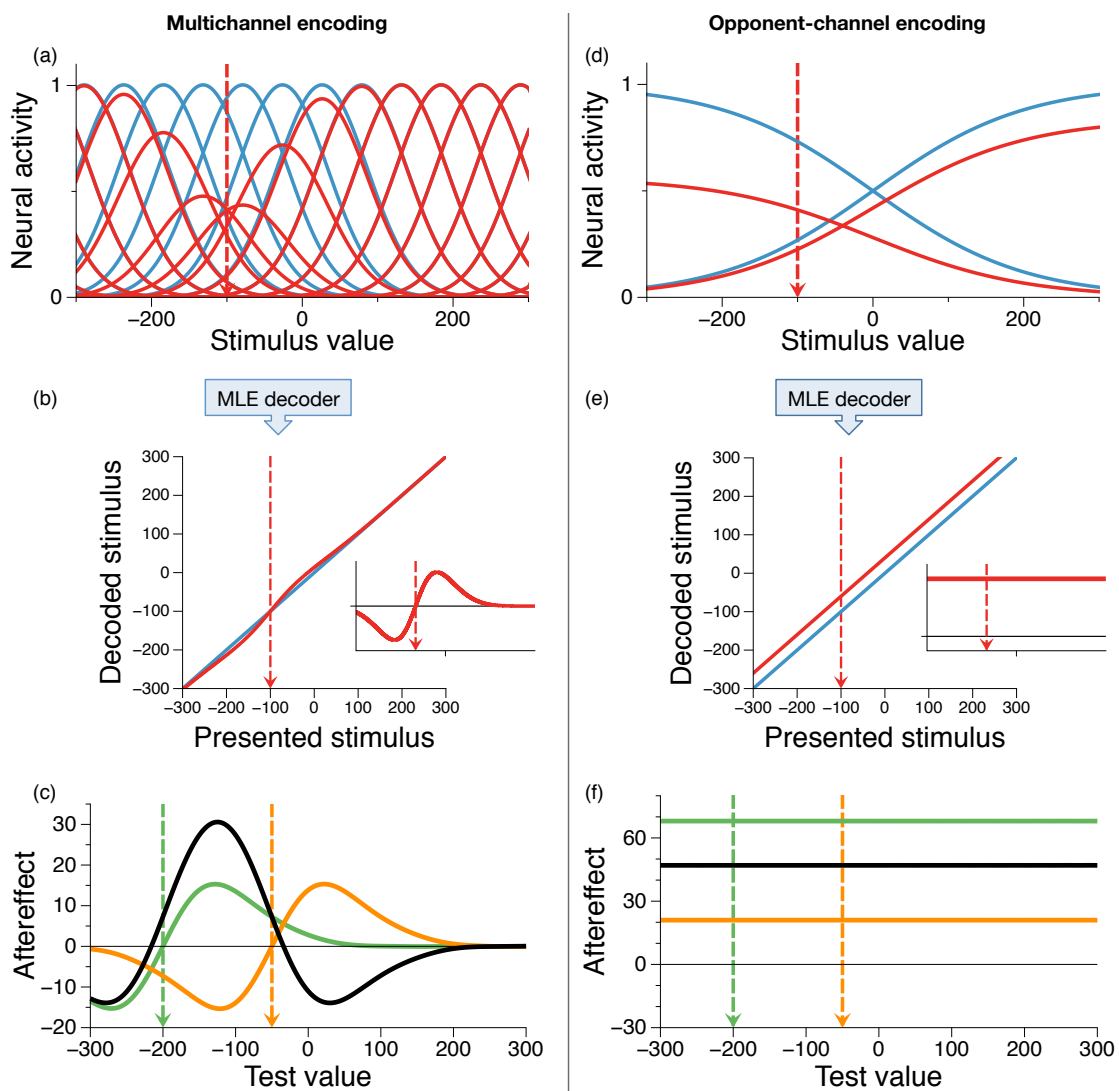 Multichannel encoding
(a)
1
Neural activity
0
−200 0 200
Stimulus value
(b)
MLE decoder
300
200
100
0
−100
−200
−300
Decoded stimulus
−300 −200 −100 0 100 200 300
Presented stimulus
(c)
30
20
10
0
−10
−20
Aftereffect
−300 −200 −100 0 100 200 300
Test value
Opponent-channel encoding
(d)
1
Neural activity
0
−200 0 200
Stimulus value
(e)
MLE decoder
300
200
100
0
−100
−200
−300
Decoded stimulus
−300 −200 −100 0 100 200 300
Presented stimulus
(f)
60
30
0
−30
Aftereffect
−300 −200 −100 0 100 200 300
Test value